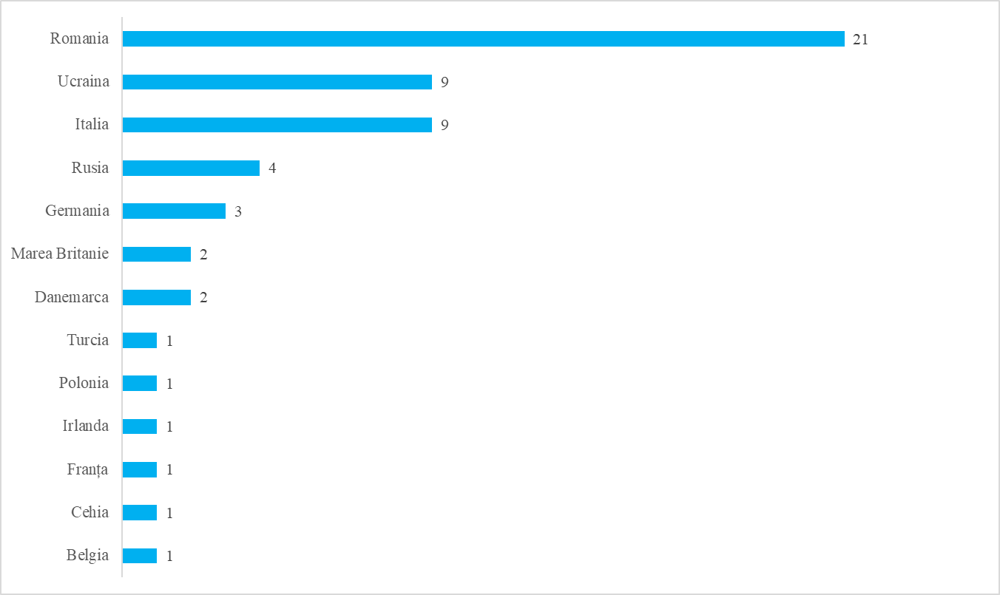 Romania 21
Ucraina 9
Italia 9
Rusia 4
Germania 3
Marea Britanie 2
Danemarca 2
Turcia 1
Polonia 1
Irlanda 1
Franța 1
Cehia 1
Belgia 1